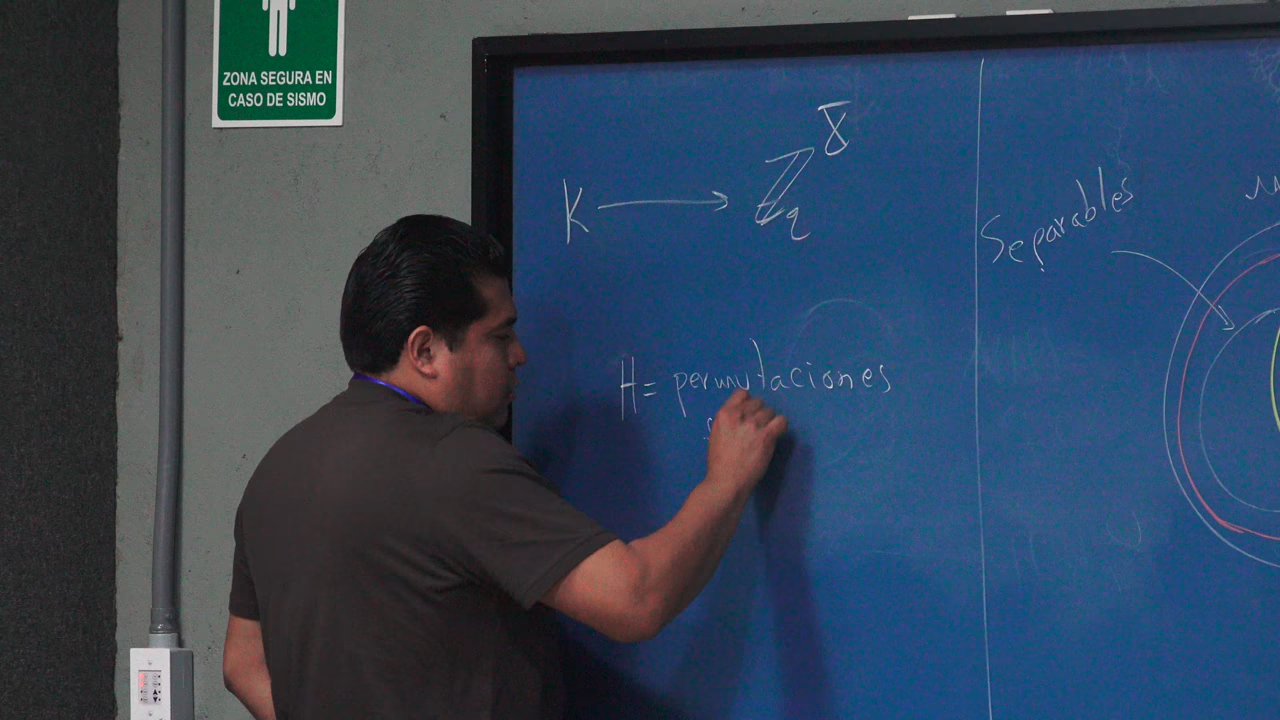 ZONA SEGURA EN
CASO DE SISMO
K → ℤ_q^X̄
H = permutaciones
Separables